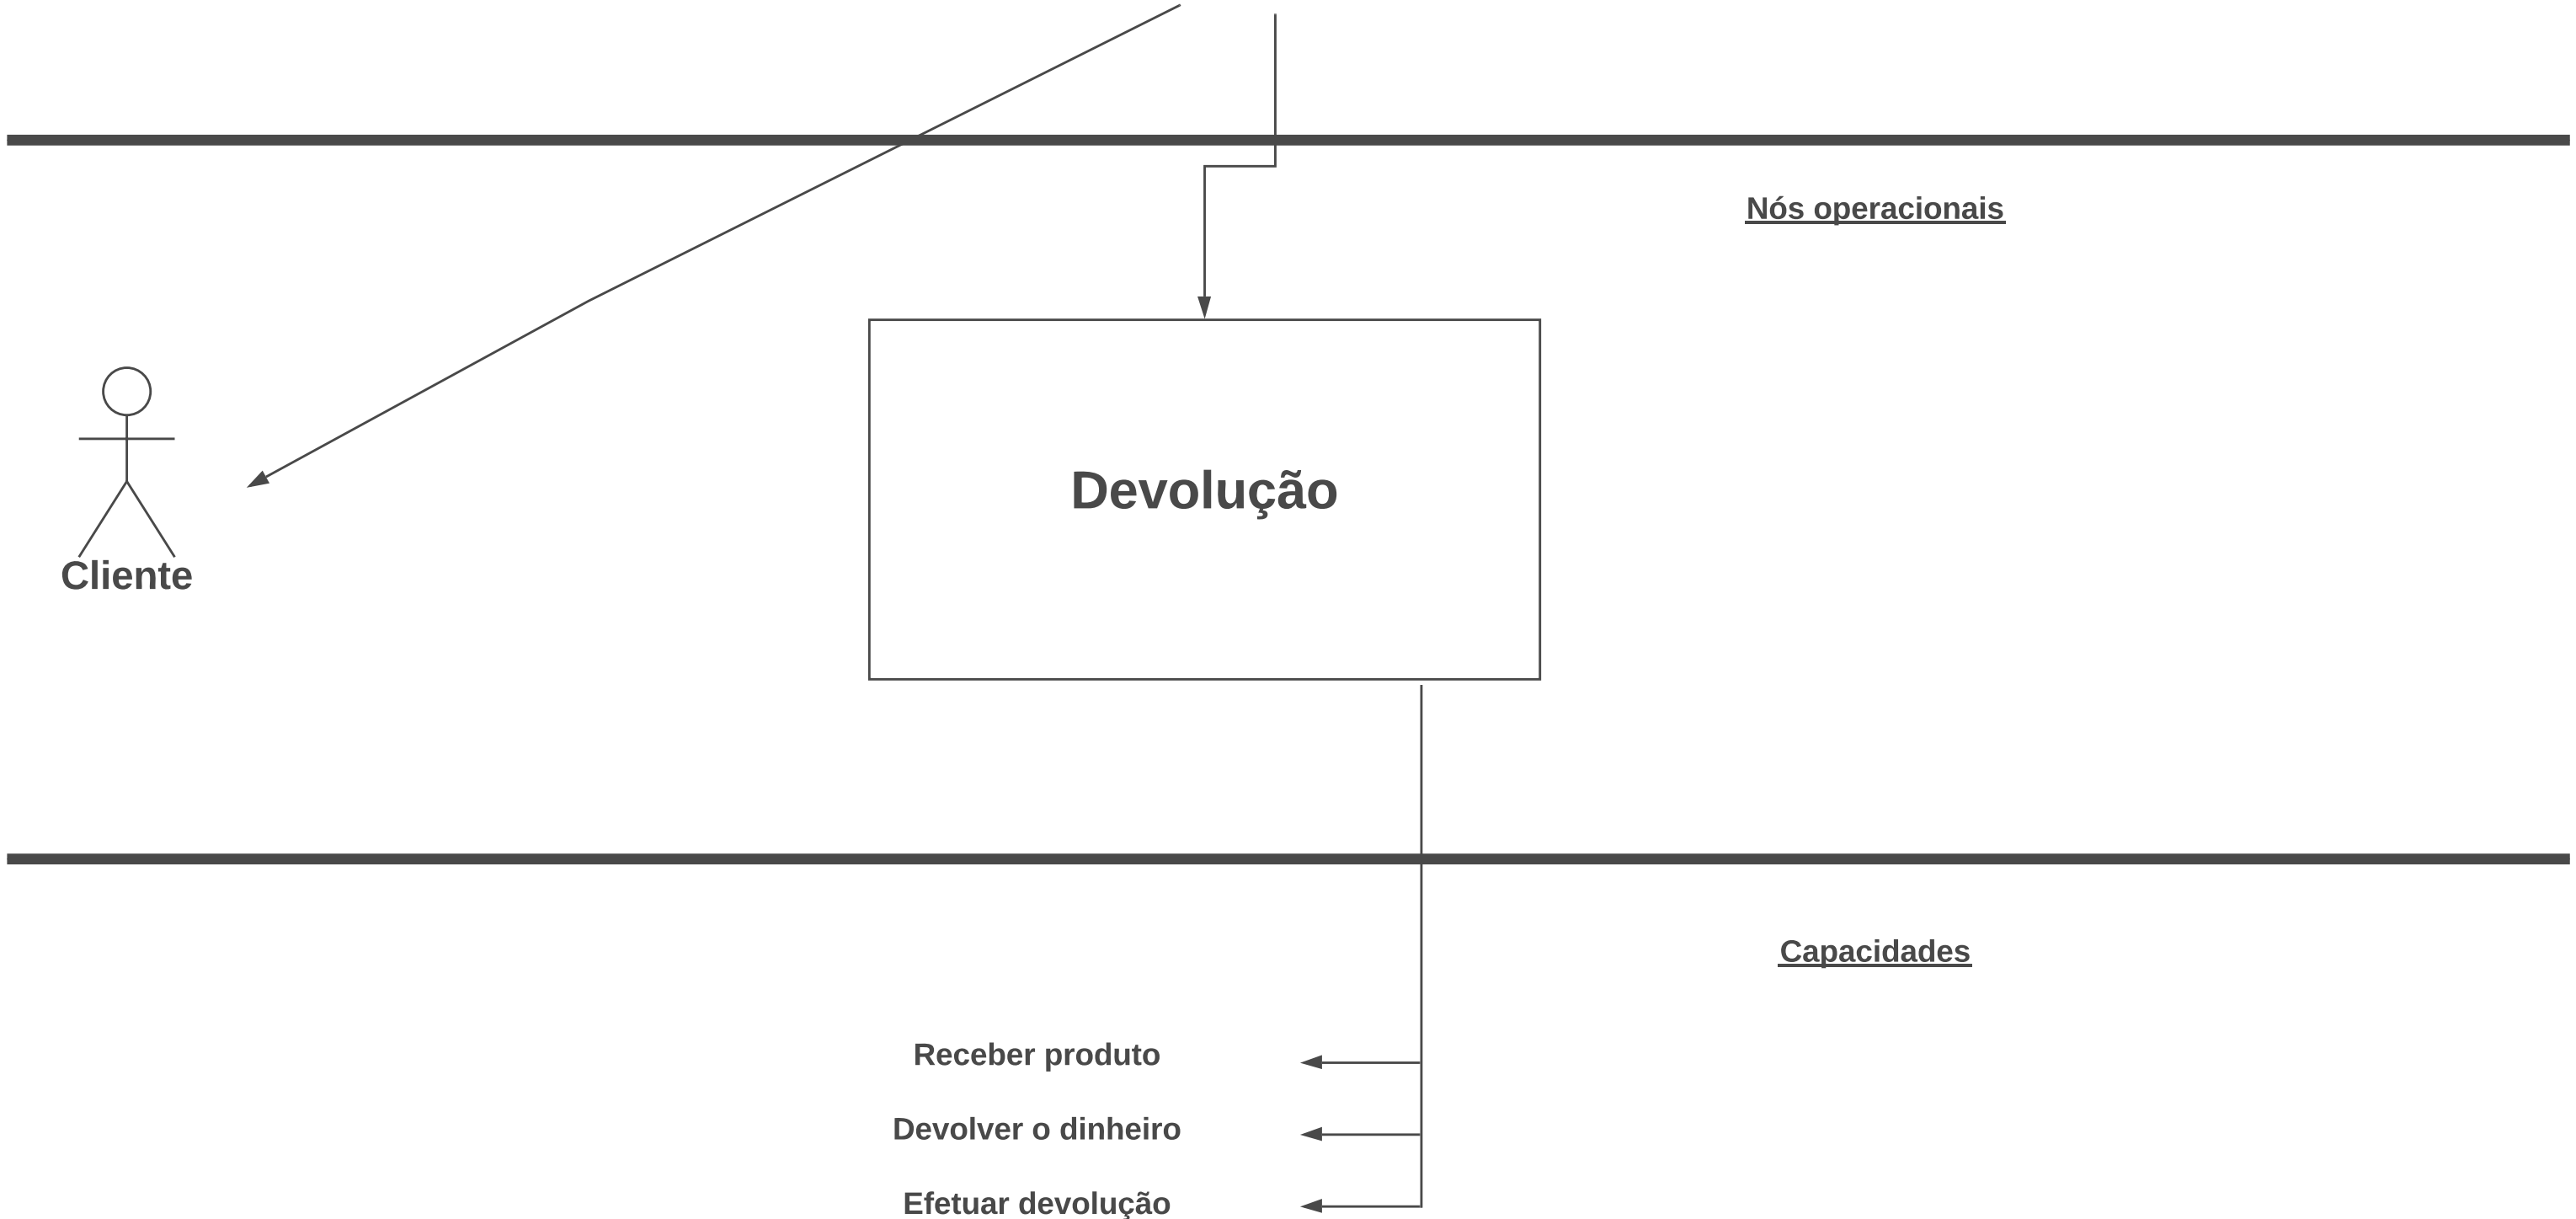 Nós operacionais
Devolução
Cliente
Capacidades
Receber produto
Devolver o dinheiro
Efetuar devolução